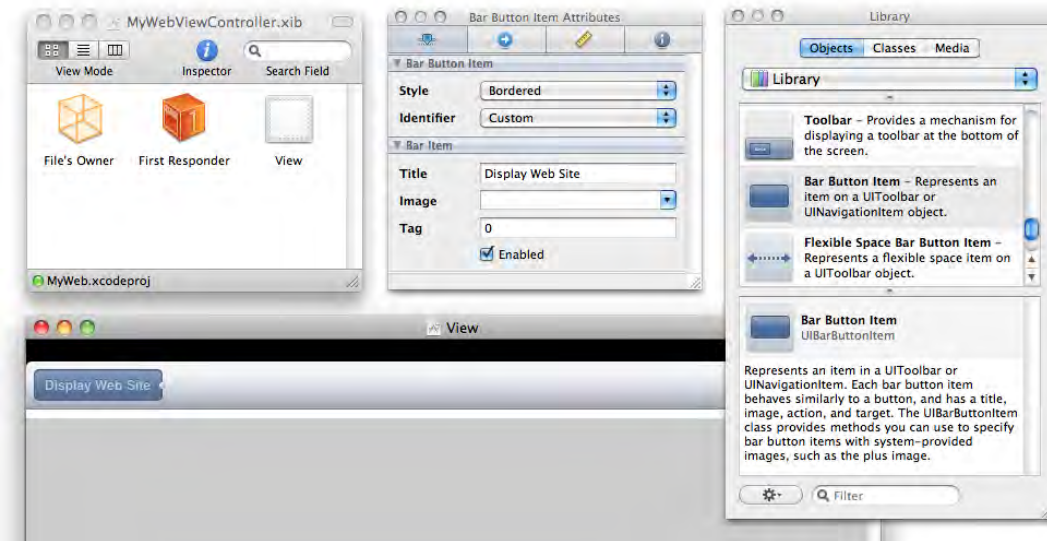 MyWebViewController.xib
View Mode
Inspector
Search Field
File's Owner
First Responder
View
MyWeb.xcodeproj
Bar Button Item Attributes
Bar Button Item
Style Bordered
Identifier Custom
Bar Item
Title Display Web Site
Image
Tag 0
Enabled
Library
Objects Classes Media
Library
Toolbar – Provides a mechanism for
displaying a toolbar at the bottom of
the screen.
Bar Button Item – Represents an
item on a UIToolbar or
UINavigationItem object.
Flexible Space Bar Button Item –
Represents a flexible space item on
a UIToolbar object.
Bar Button Item
UIBarButtonItem
Represents an item in a UIToolbar or
UINavigationItem. Each bar button item
behaves similarly to a button, and has a title,
image, action, and target. The UIBarButtonItem
class provides methods you can use to specify
bar button items with system-provided
images, such as the plus image.
Filter
View
Display Web Site